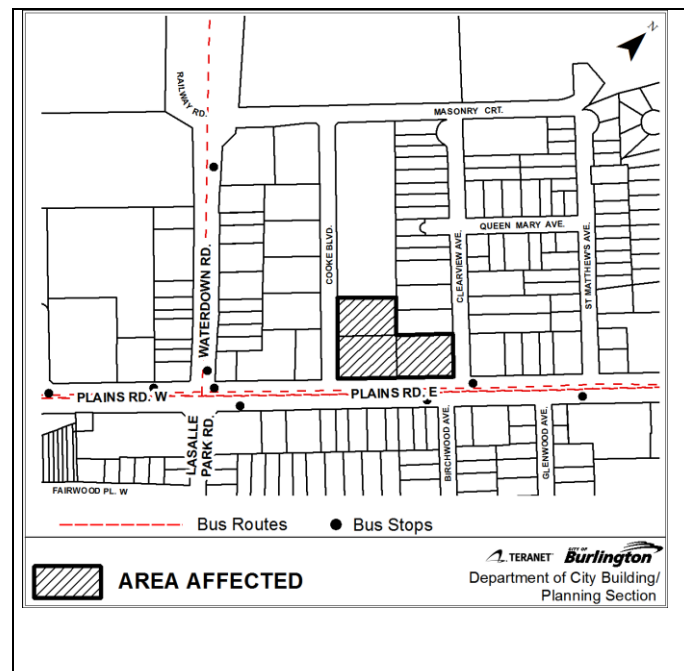 N
RAILWAY RD.
MASONRY CRT.
QUEEN MARY AVE.
COOKE BLVD.
CLEARVIEW AVE.
ST MATTHEW'S AVE.
WATERDOWN RD.
PLAINS RD. W
PLAINS RD. E
LASALLE
PARK RD.
BIRCHWOOD AVE.
GLENWOOD AVE.
FAIRWOOD PL. W
Bus Routes
Bus Stops
AREA AFFECTED
TERANET
CITY OF
Burlington
Department of City Building/
Planning Section